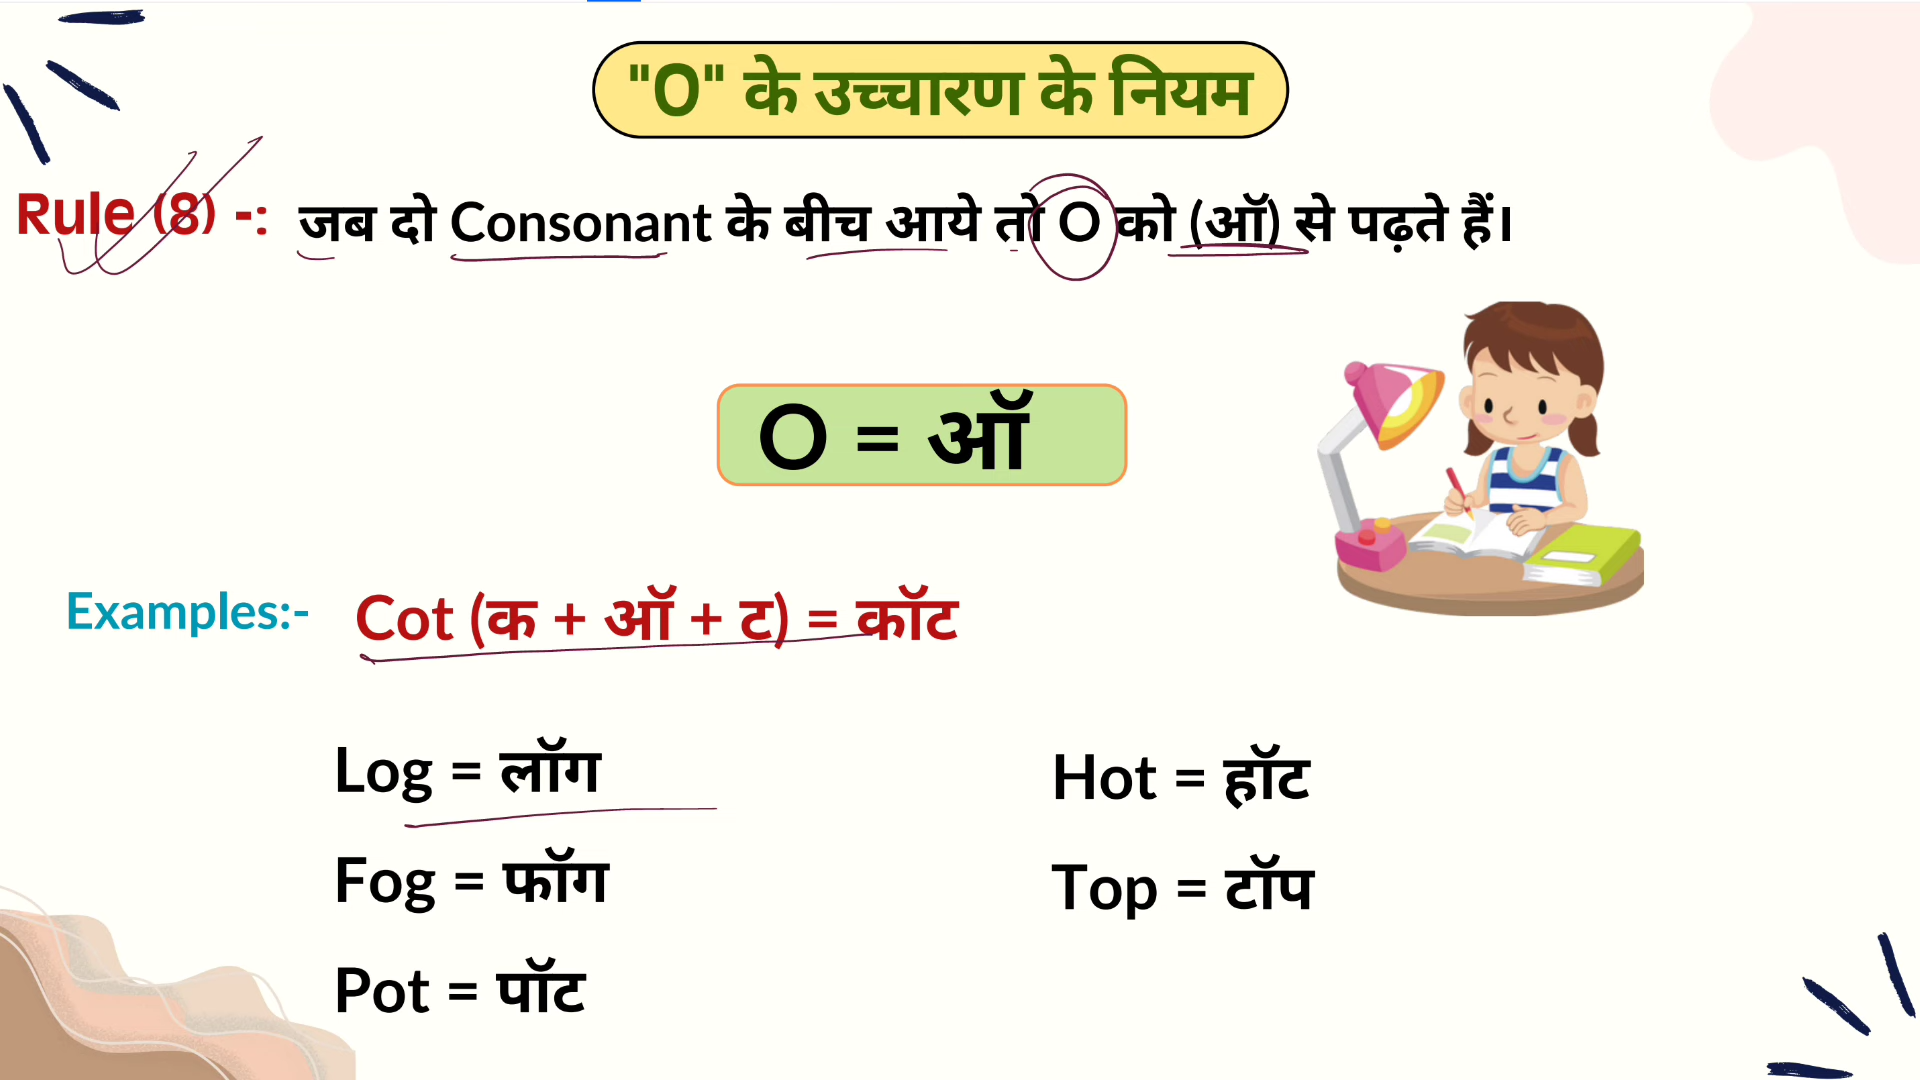 "O" के उच्चारण के नियम
Rule (8) -: जब दो Consonant के बीच आये तो O को (ऑ) से पढ़ते हैं।
O = ऑ
Examples:- Cot (क + ऑ + ट) = कॉट
Log = लॉग
Hot = हॉट
Fog = फॉग
Top = टॉप
Pot = पॉट